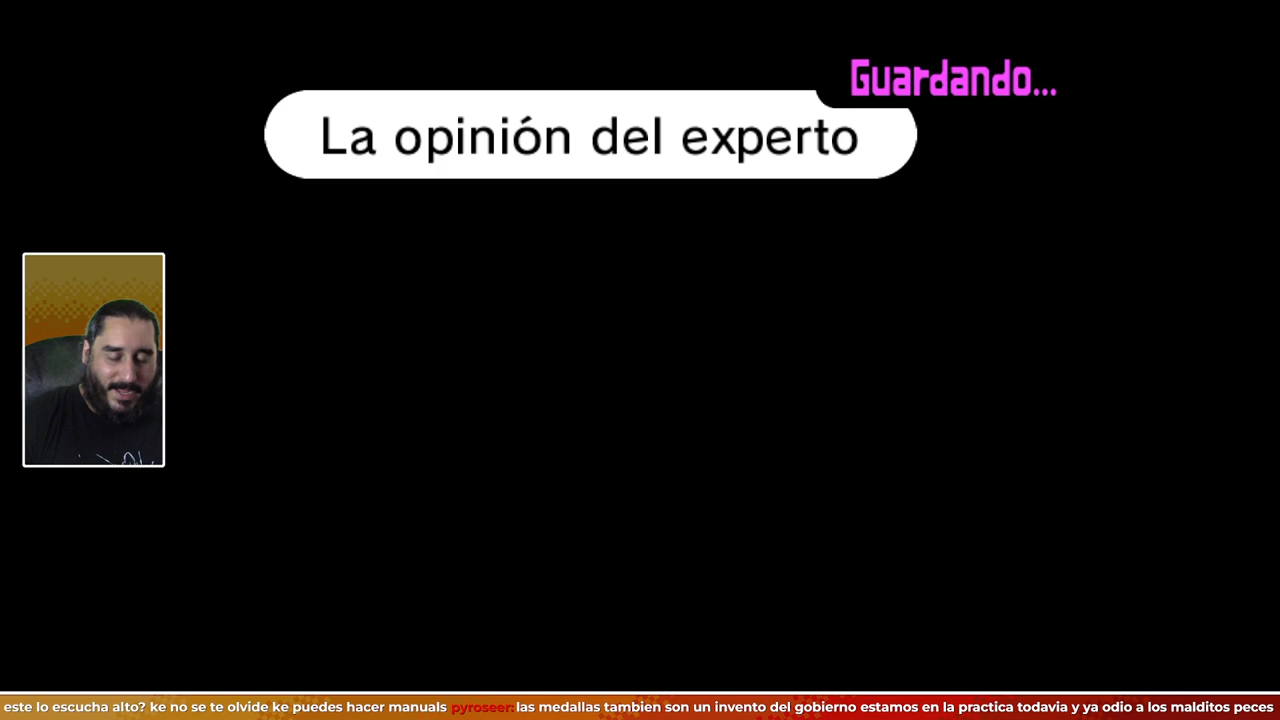 Guardando...
La opinión del experto
este lo escucha alto? ke no se te olvide ke puedes hacer manuals pyroseer: las medallas tambien son un invento del gobierno estamos en la practica todavia y ya odio a los malditos peces